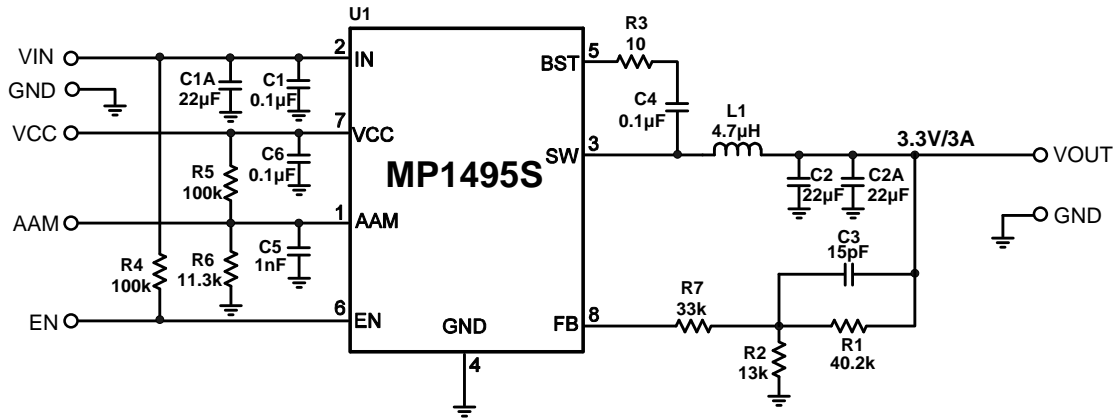 U1
VIN
GND
VCC
AAM
EN
C1A
22µF
C1
0.1µF
R5
100k
C6
0.1µF
R4
100k
R6
11.3k
C5
1nF
2
IN
7
VCC
1
AAM
6
EN
MP1495S
GND
4
BST
5
SW
3
FB
8
R3
10
C4
0.1µF
L1
4.7µH
3.3V/3A
VOUT
C2
22µF
C2A
22µF
GND
C3
15pF
R7
33k
R2
13k
R1
40.2k